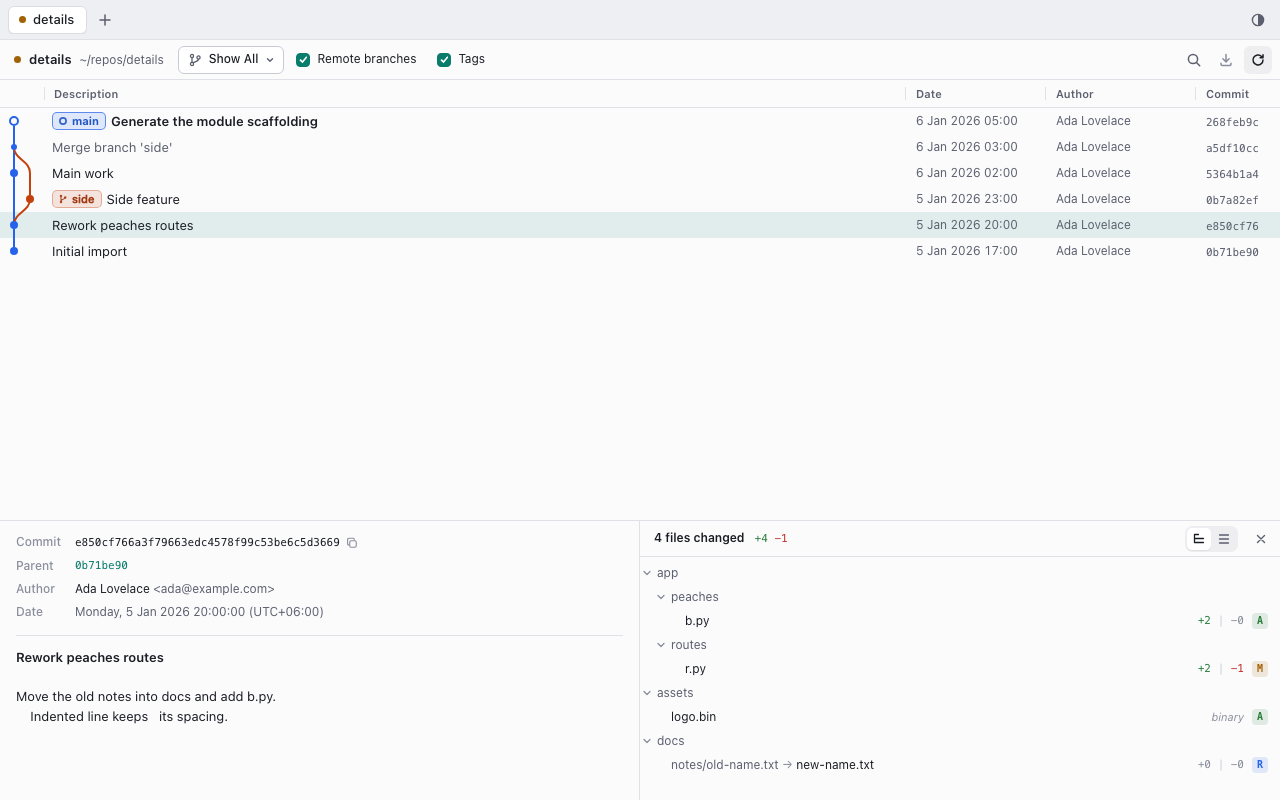 details
details ~/repos/details Show All Remote branches Tags
Description Date Author Commit
main Generate the module scaffolding 6 Jan 2026 05:00 Ada Lovelace 268feb9c
Merge branch 'side' 6 Jan 2026 03:00 Ada Lovelace a5df10cc
Main work 6 Jan 2026 02:00 Ada Lovelace 5364b1a4
side Side feature 5 Jan 2026 23:00 Ada Lovelace 0b7a82ef
Rework peaches routes 5 Jan 2026 20:00 Ada Lovelace e850cf76
Initial import 5 Jan 2026 17:00 Ada Lovelace 0b71be90
Commit e850cf766a3f79663edc4578f99c53be6c5d3669
Parent 0b71be90
Author Ada Lovelace <ada@example.com>
Date Monday, 5 Jan 2026 20:00:00 (UTC+06:00)
Rework peaches routes
Move the old notes into docs and add b.py.
    Indented line keeps   its spacing.
4 files changed +4 −1
app
peaches
b.py +2 | −0 A
routes
r.py +2 | −1 M
assets
logo.bin binary A
docs
notes/old-name.txt → new-name.txt +0 | −0 R